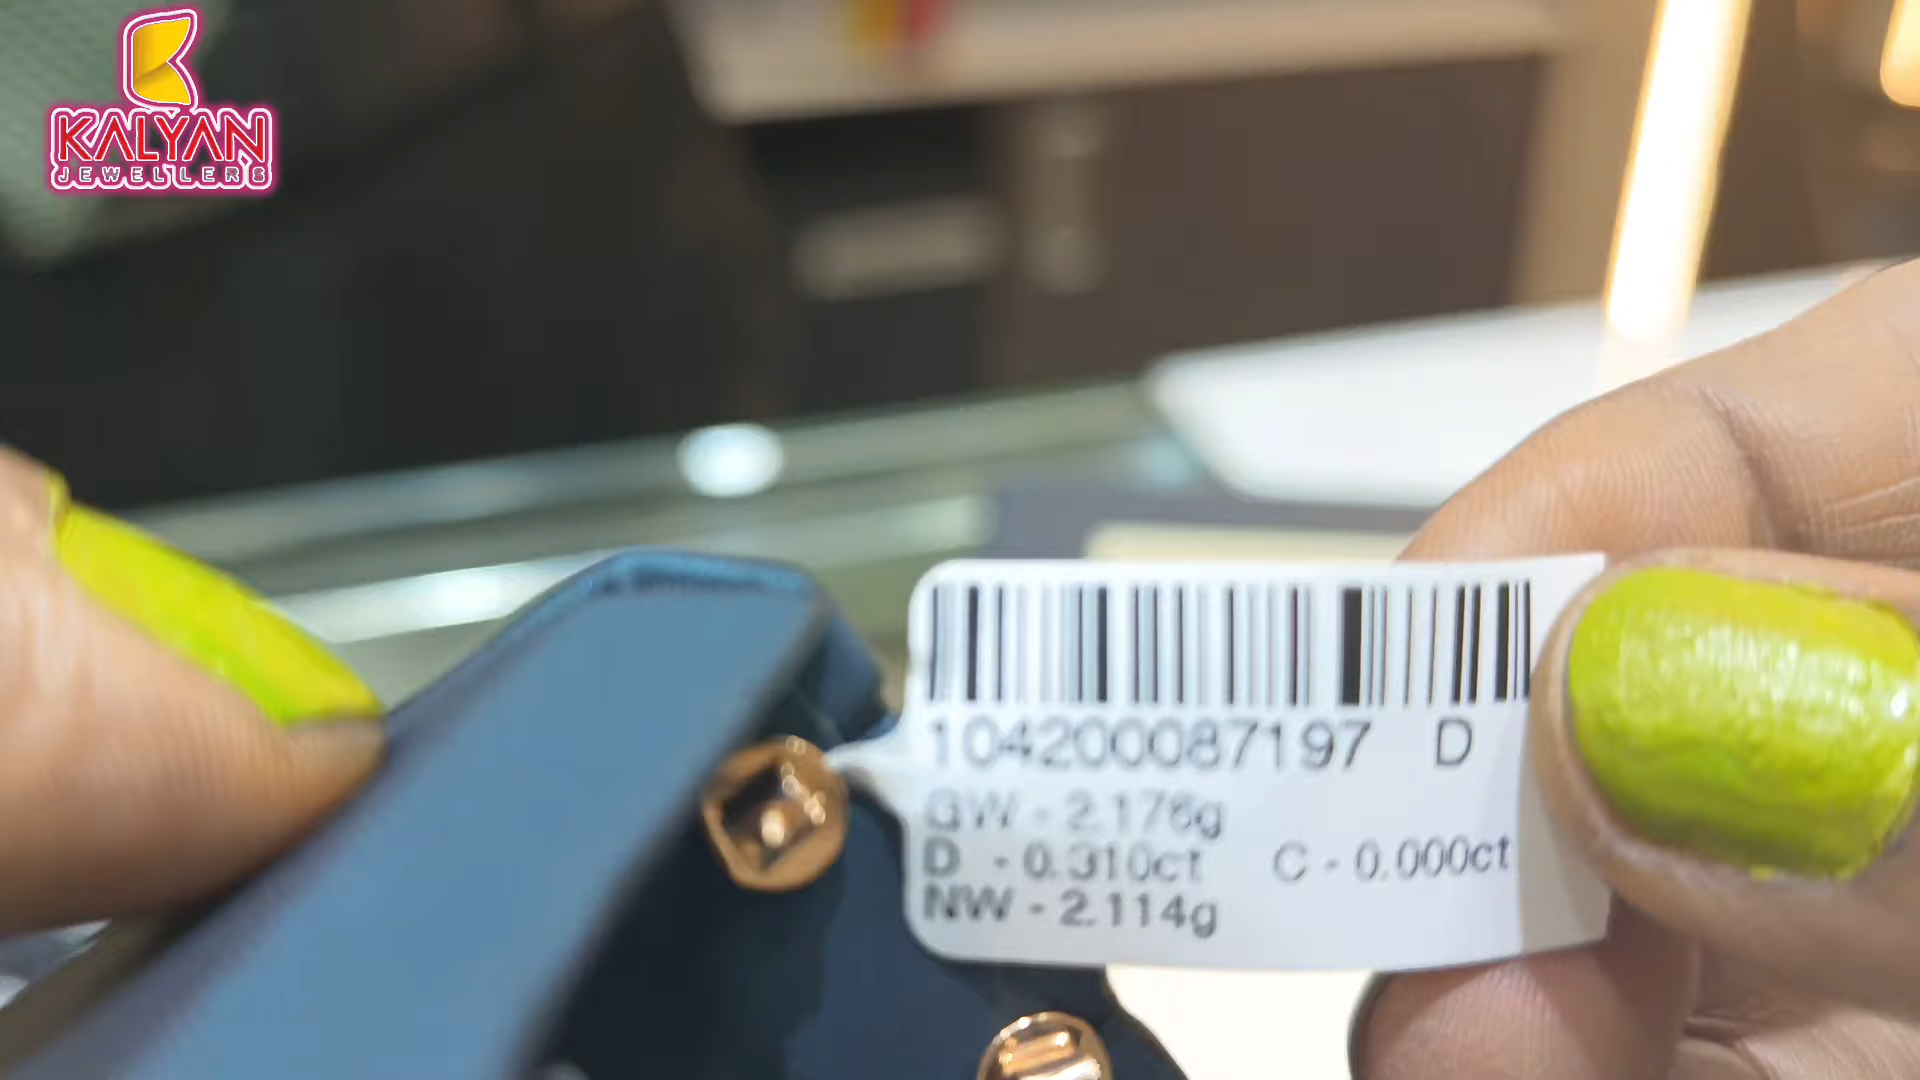 KALYAN
JEWELLERS
104200087197 D
GW - 2.176g
D - 0.310ct C - 0.000ct
NW - 2.114g